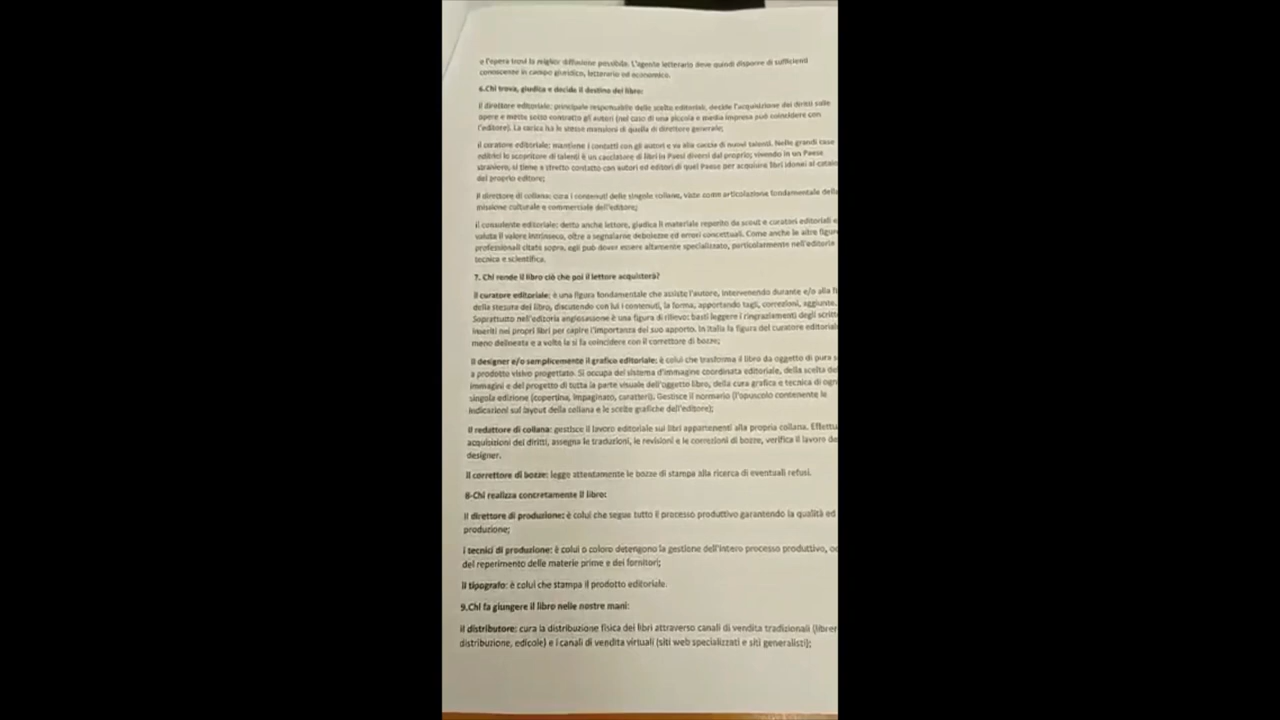 e l'opera trovi la miglior diffusione possibile. L'agente letterario deve quindi disporre di sufficienti
conoscenze in campo giuridico, letterario ed economico.
6.Chi trova, giudica e decide il destino del libro:
Il direttore editoriale: principale responsabile delle scelte editoriali, decide l'acquisizione dei diritti sulle
opere e mette sotto contratto gli autori (nel caso di una piccola e media impresa può coincidere con
l'editore). La carica ha le stesse mansioni di quella di direttore generale;
il curatore editoriale: mantiene i contatti con gli autori e va alla caccia di nuovi talenti. Nelle grandi case
editrici lo scopritore di talenti è un cacciatore di libri in Paesi diversi dal proprio; vivendo in un Paese
straniero, si tiene a stretto contatto con autori ed editori di quel Paese per acquisire libri idonei al catalo
del proprio editore;
Il direttore di collana: cura i contenuti delle singole collane, viste come articolazione fondamentale della
missione culturale e commerciale dell'editore;
il consulente editoriale: detto anche lettore, giudica il materiale reperito da scout e curatori editoriali e
valuta il valore intrinseco, oltre a segnalarne debolezze ed errori concettuali. Come anche le altre figure
professionali citate sopra, egli può dover essere altamente specializzato, particolarmente nell'editoria
tecnica e scientifica.
7. Chi rende il libro ciò che poi il lettore acquisterà?
Il curatore editoriale: è una figura fondamentale che assiste l'autore, intervenendo durante e/o alla fi
della stesura del libro, discutendo con lui i contenuti, la forma, apportando tagli, correzioni, aggiunte.
Soprattutto nell'editoria anglosassone è una figura di rilievo: basti leggere i ringraziamenti degli scritto
inseriti nei propri libri per capire l'importanza del suo apporto. In Italia la figura del curatore editoriale
meno delineata e a volte la si fa coincidere con il correttore di bozze;
Il designer e/o semplicemente il grafico editoriale: è colui che trasforma il libro da oggetto di pura s
a prodotto visivo progettato. Si occupa del sistema d'immagine coordinata editoriale, della scelta del
immagini e del progetto di tutta la parte visuale dell'oggetto libro, della cura grafica e tecnica di ogn
singola edizione (copertina, impaginato, caratteri). Gestisce il normario (l'opuscolo contenente le
indicazioni sul layout della collana e le scelte grafiche dell'editore);
Il redattore di collana: gestisce il lavoro editoriale sui libri appartenenti alla propria collana. Effettu
acquisizioni dei diritti, assegna le traduzioni, le revisioni e le correzioni di bozze, verifica il lavoro de
designer.
Il correttore di bozze: legge attentamente le bozze di stampa alla ricerca di eventuali refusi.
8-Chi realizza concretamente il libro:
Il direttore di produzione: è colui che segue tutto il processo produttivo garantendo la qualità ed
produzione;
i tecnici di produzione: è colui o coloro detengono la gestione dell'intero processo produttivo, oc
del reperimento delle materie prime e dei fornitori;
il tipografo: è colui che stampa il prodotto editoriale.
9.Chi fa giungere il libro nelle nostre mani:
il distributore: cura la distribuzione fisica dei libri attraverso canali di vendita tradizionali (librer
distribuzione, edicole) e i canali di vendita virtuali (siti web specializzati e siti generalisti);